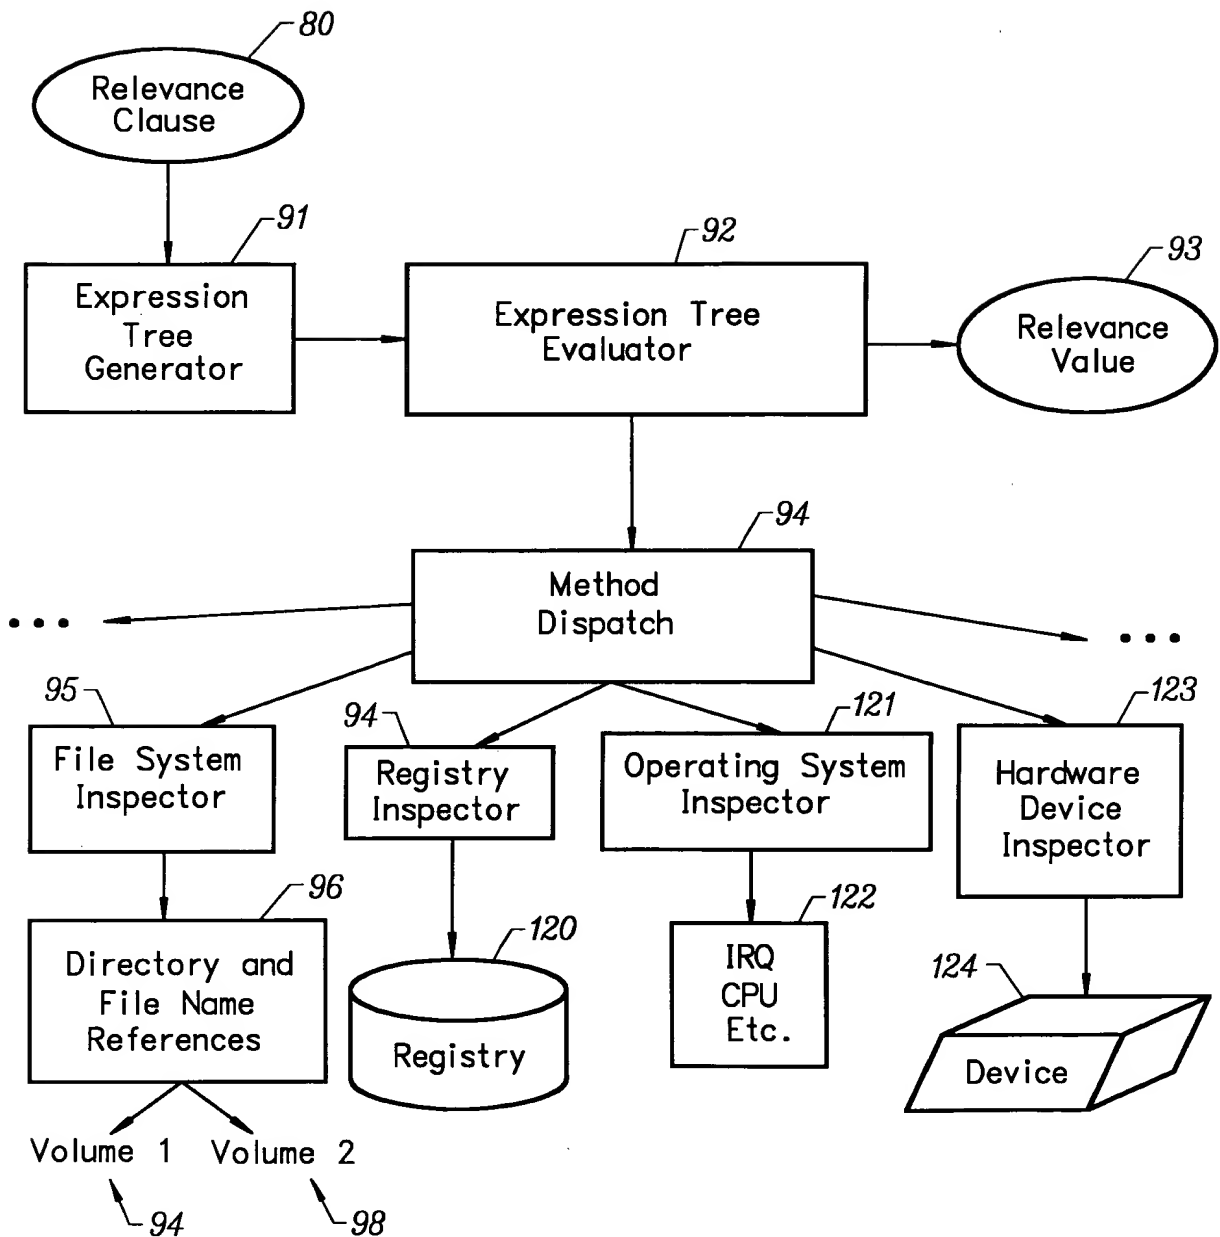 80
Relevance
Clause
91
Expression
Tree
Generator
92
Expression Tree
Evaluator
93
Relevance
Value
94
Method
Dispatch
...
...
95
File System
Inspector
94
Registry
Inspector
121
Operating System
Inspector
123
Hardware
Device
Inspector
96
Directory and
File Name
References
120
Registry
122
IRQ
CPU
Etc.
124
Device
Volume 1
Volume 2
94
98